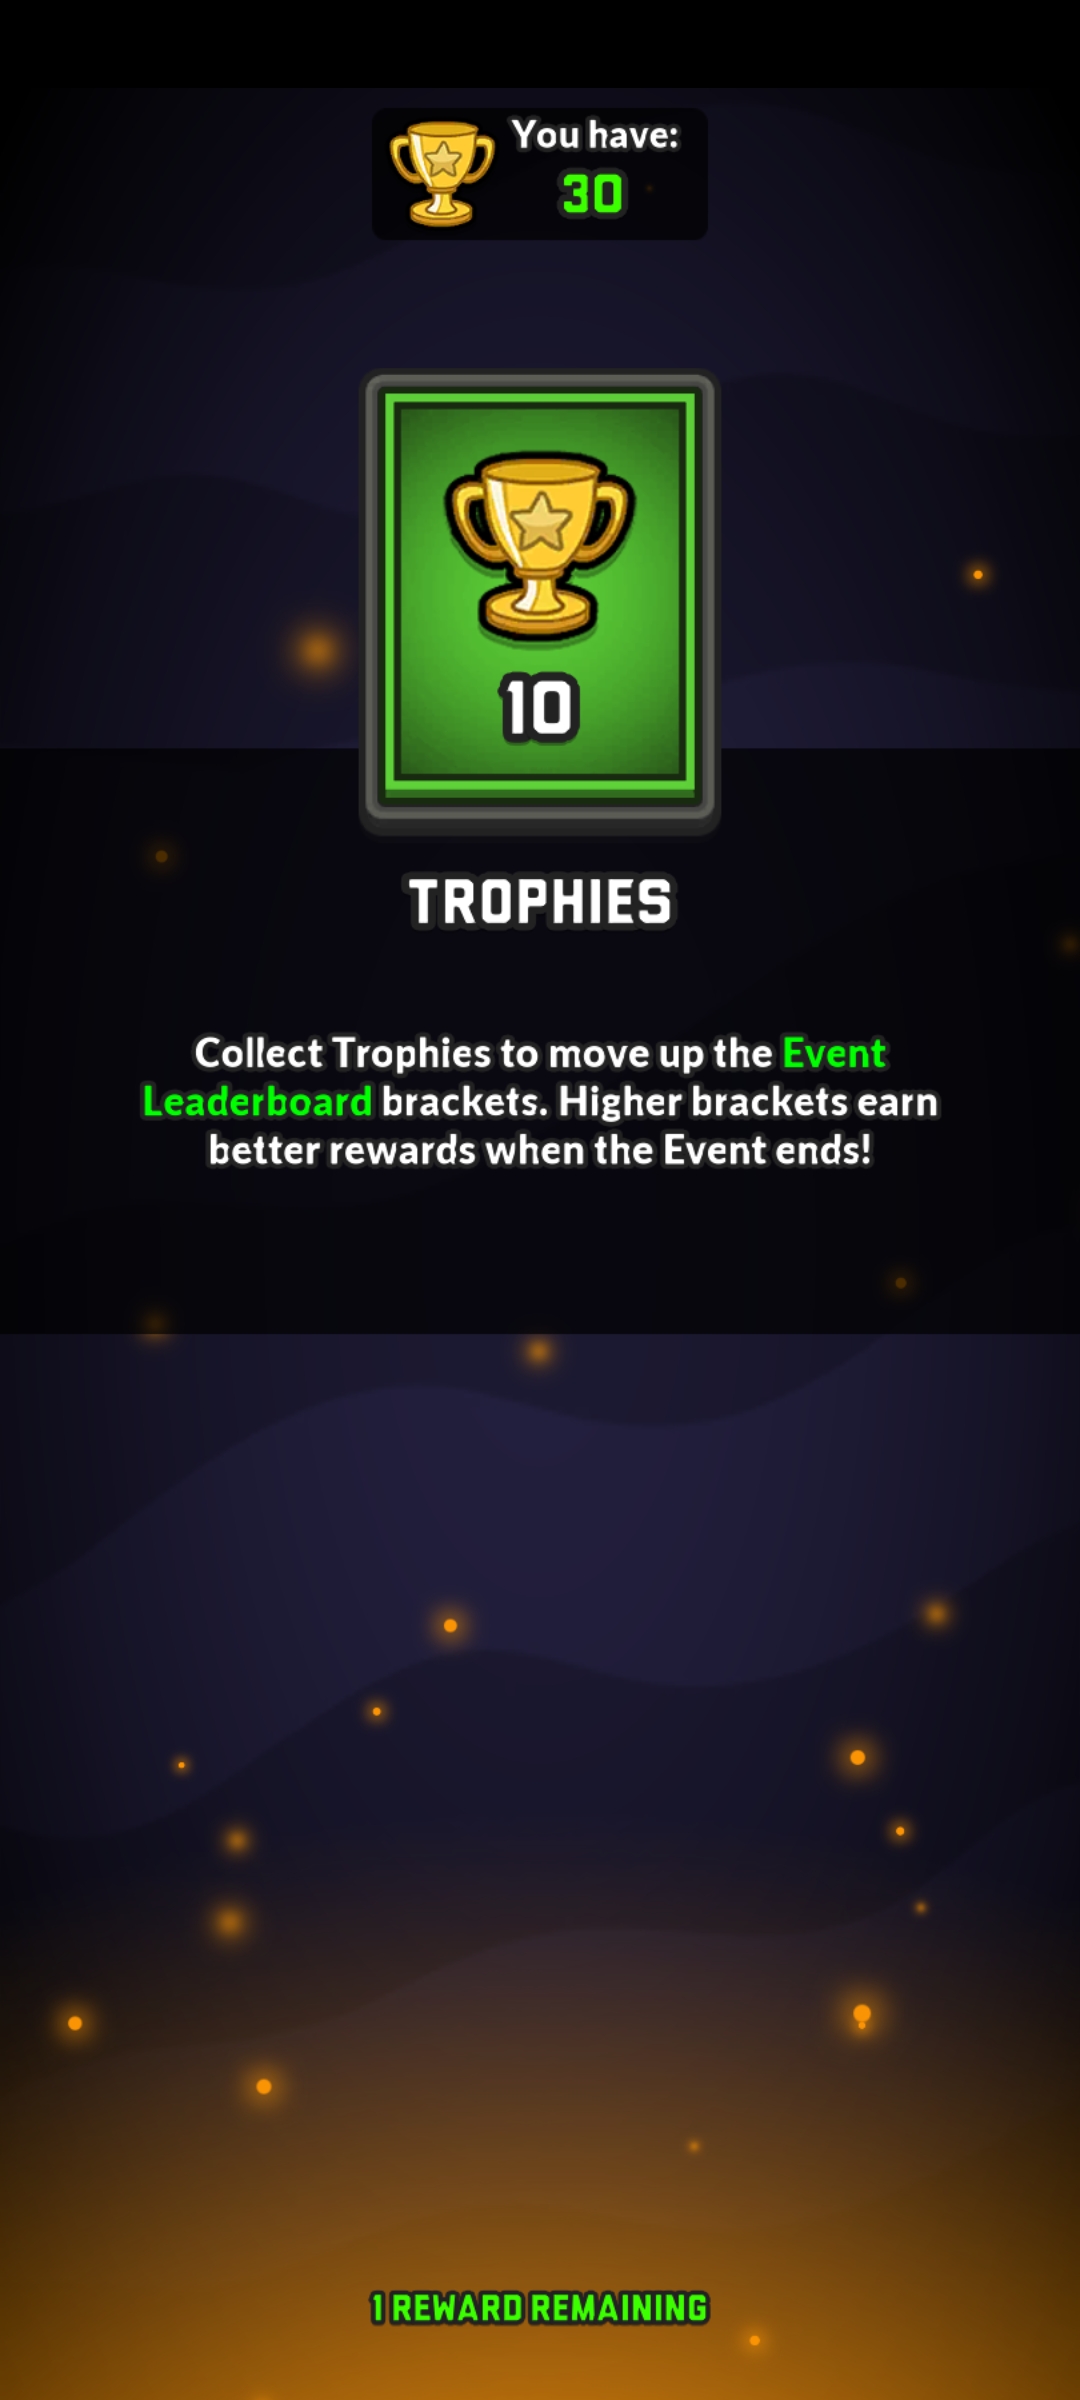 You have:
30
10
TROPHIES
Collect Trophies to move up the Event
Leaderboard brackets. Higher brackets earn
better rewards when the Event ends!
1 REWARD REMAINING